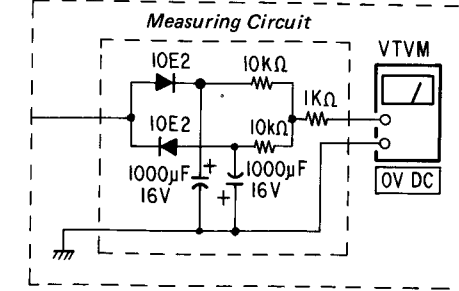 Measuring Circuit
VTVM
10E2
10KΩ
1KΩ
10E2
10kΩ
1000µF
16V
+
1000µF
16V
+
0V DC